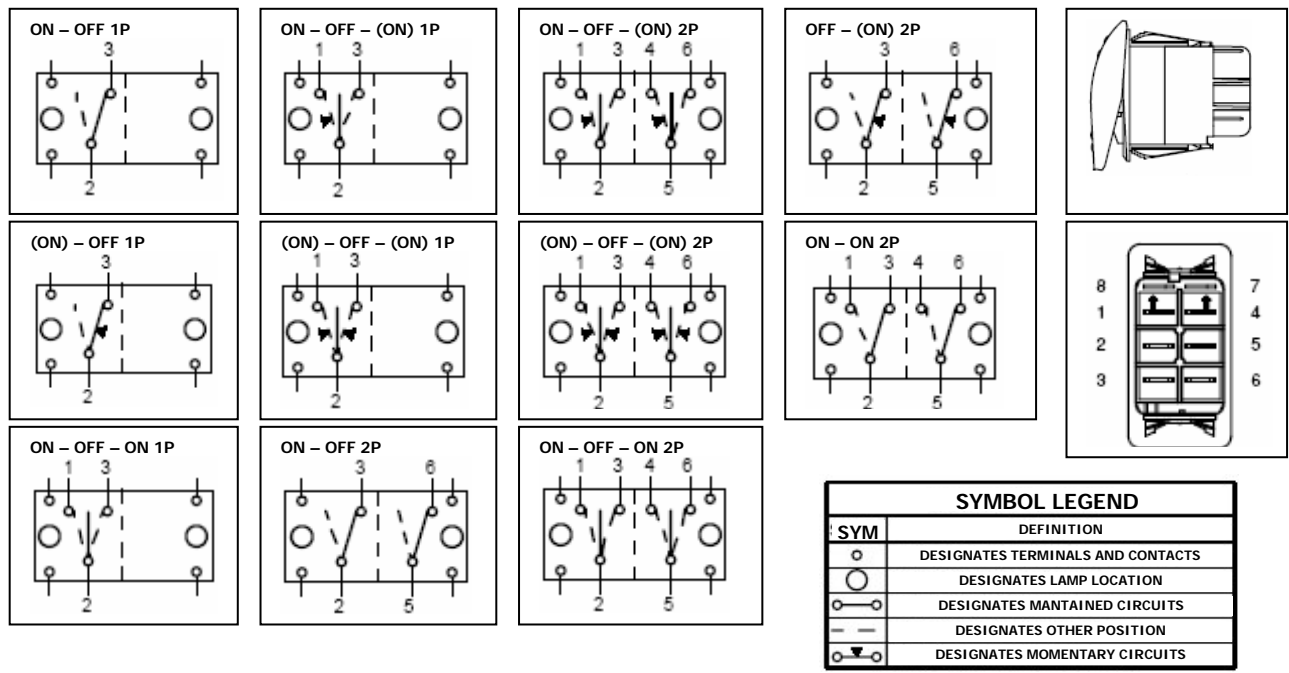 ON – OFF 1P
3
2
ON – OFF – (ON) 1P
1 3
2
ON – OFF – (ON) 2P
1 3 4 6
2 5
OFF – (ON) 2P
3 6
2 5
(ON) – OFF 1P
3
2
(ON) – OFF – (ON) 1P
1 3
2
(ON) – OFF – (ON) 2P
1 3 4 6
2 5
ON – ON 2P
1 3 4 6
2 5
8 7
1 4
2 5
3 6
ON – OFF – ON 1P
1 3
2
ON – OFF 2P
3 6
2 5
ON – OFF – ON 2P
1 3 4 6
2 5
SYMBOL LEGEND
SYM DEFINITION
DESIGNATES TERMINALS AND CONTACTS
DESIGNATES LAMP LOCATION
DESIGNATES MANTAINED CIRCUITS
DESIGNATES OTHER POSITION
DESIGNATES MOMENTARY CIRCUITS